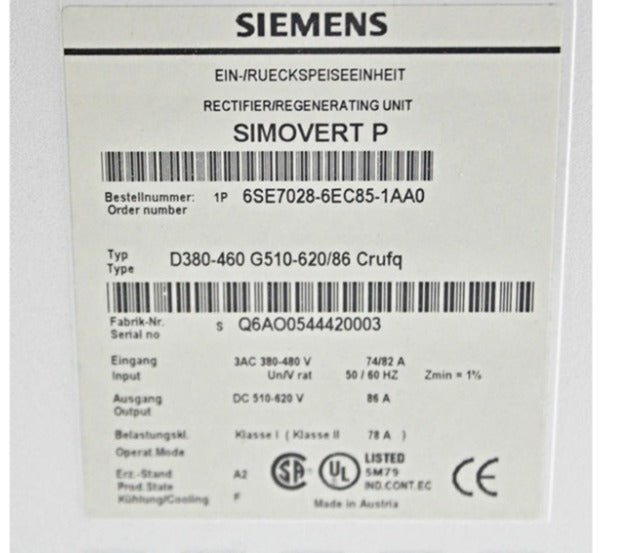 SIEMENS
EIN-/RUECKSPEISEEINHEIT
RECTIFIER/REGENERATING UNIT
SIMOVERT P
Bestellnummer: 1P 6SE7028-6EC85-1AA0
Order number
Typ D380-460 G510-620/86 Crufq
Type
Fabrik-Nr. S Q6AO0544420003
Serial no
Eingang 3AC 380-480 V 74/82 A
Input Un/V rat 50 / 60 HZ Zmin = 1%
Ausgang DC 510-620 V 86 A
Output
Belastungskl. Klasse I ( Klasse II 78 A )
Operat.Mode
Erz.-Stand A2
Prod.State
Kühlung/Cooling F
SA
UL
LISTED
5M79
IND.CONT.EC
CE
Made in Austria